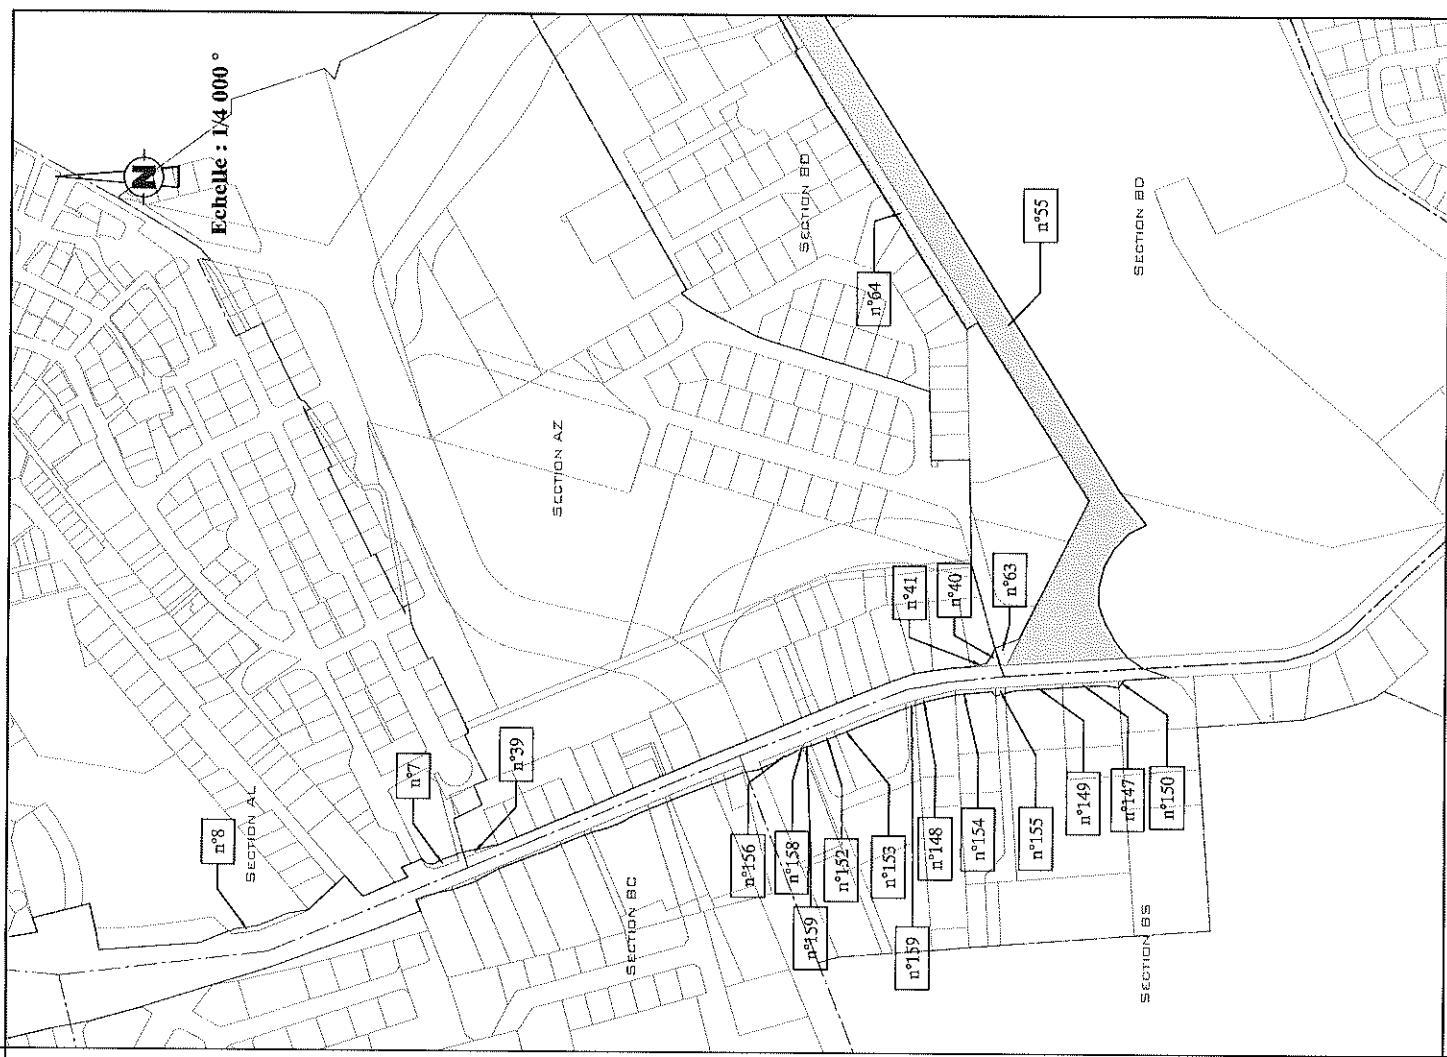 N
Echelle : 1/4 000 °
SECTION BD
n°64
n°55
SECTION BD
SECTION AZ
n°41
n°40
n°63
n°7
n°39
n°8
SECTION AL
SECTION BC
n°156
n°158
n°152
n°153
n°148
n°154
n°155
n°149
n°147
n°150
n°159
n°159
SECTION BS